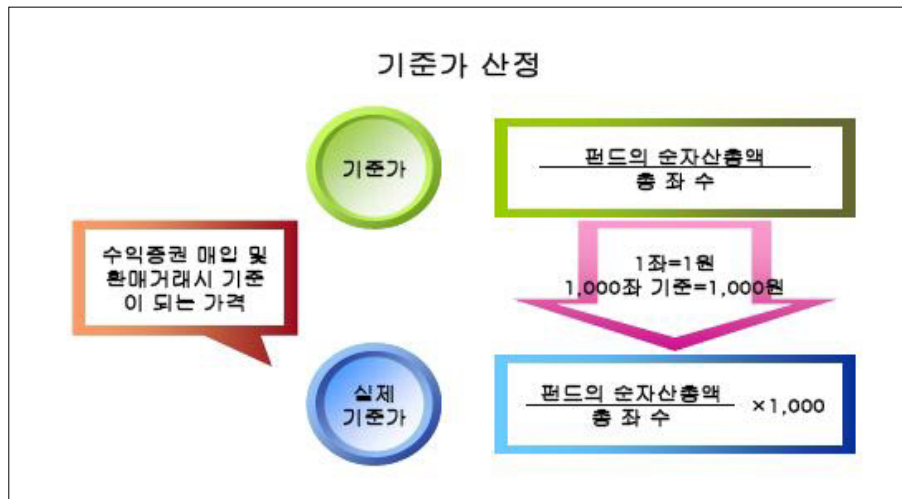 기준가 산정
기준가
펀드의 순자산총액
총 좌 수
수익증권 매입 및
환매거래시 기준
이 되는 가격
1좌=1원
1,000좌 기준=1,000원
실제
기준가
펀드의 순자산총액
총 좌 수
×1,000